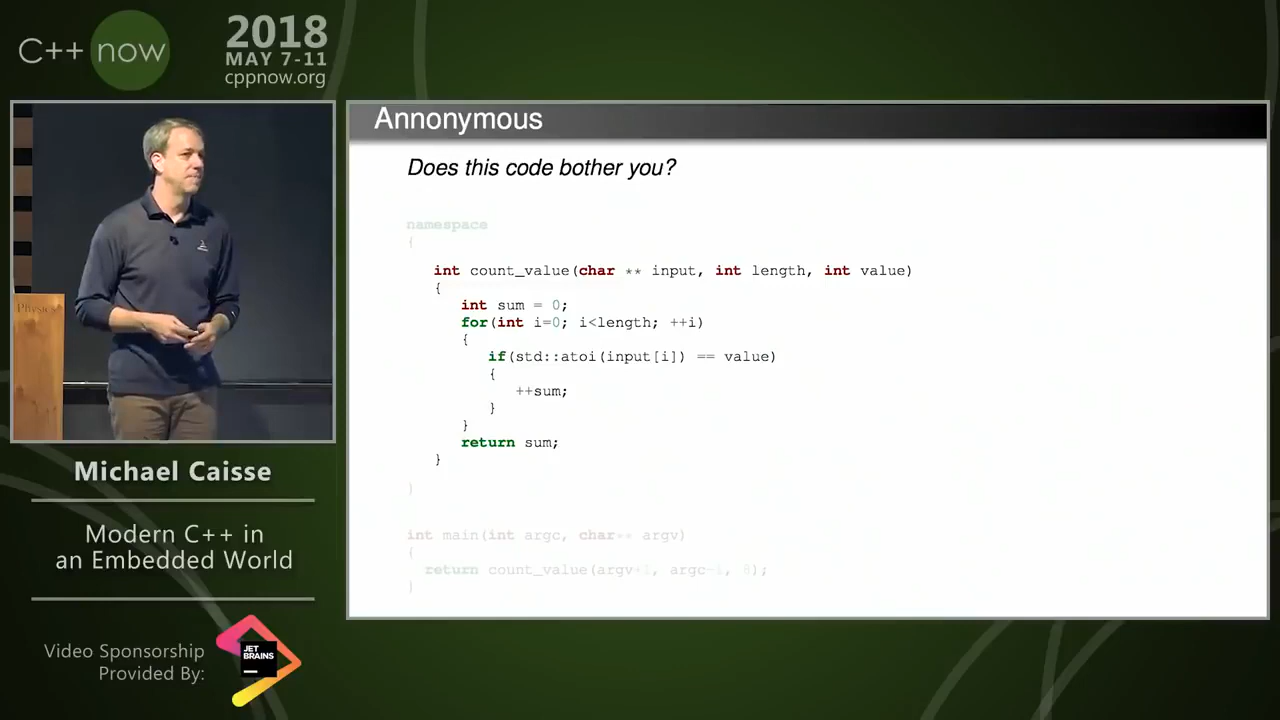 C++ now
2018
MAY 7-11
cppnow.org
Annonymous
Does this code bother you?
namespace
{
int count_value(char ** input, int length, int value)
{
int sum = 0;
for(int i=0; i<length; ++i)
{
if(std::atoi(input[i]) == value)
{
++sum;
}
}
return sum;
}
}
int main(int argc, char** argv)
{
return count_value(argv+1, argc-1, 8);
}
Physics
Michael Caisse
Modern C++ in
an Embedded World
Video Sponsorship
Provided By:
JET
BRAINS